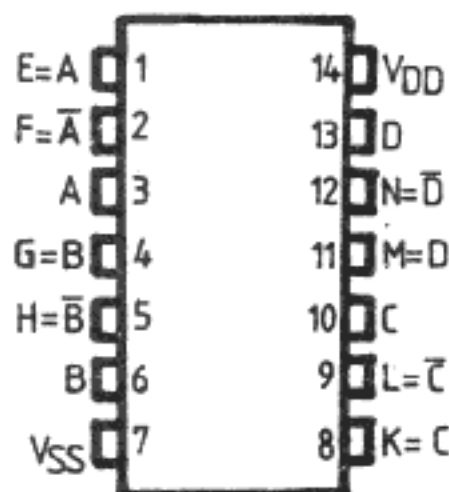 E=A 1 14 VDD
F=A̅ 2 13 D
A 3 12 N=D̅
G=B 4 11 M=D
H=B̅ 5 10 C
B 6 9 L=C̅
VSS 7 8 K=C